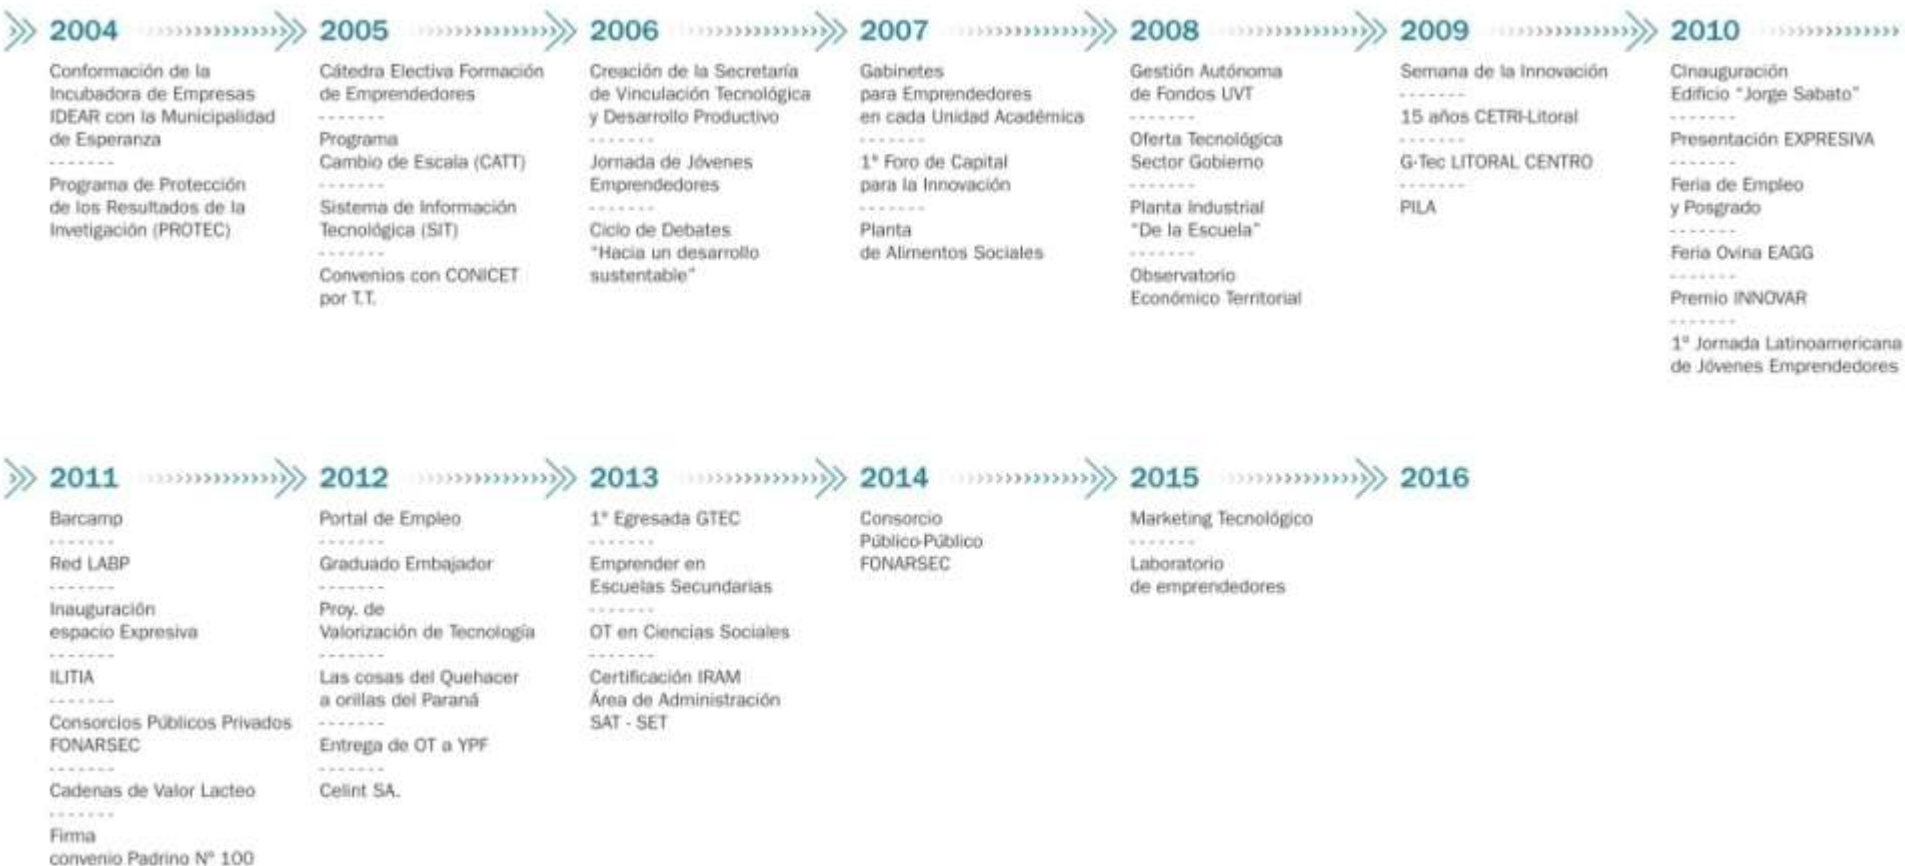 2004
Conformación de la
Incubadora de Empresas
IDEAR con la Municipalidad
de Esperanza
Programa de Protección
de los Resultados de la
Invetigación (PROTEC)
2005
Cátedra Electiva Formación
de Emprendedores
Programa
Cambio de Escala (CATT)
Sistema de Información
Tecnológica (SIT)
Convenios con CONICET
por T.T.
2006
Creación de la Secretaría
de Vinculación Tecnológica
y Desarrollo Productivo
Jornada de Jóvenes
Emprendedores
Ciclo de Debates
"Hacia un desarrollo
sustentable"
2007
Gabinetes
para Emprendedores
en cada Unidad Académica
1° Foro de Capital
para la Innovación
Planta
de Alimentos Sociales
2008
Gestión Autónoma
de Fondos UVT
Oferta Tecnológica
Sector Gobierno
Planta Industrial
"De la Escuela"
Observatorio
Económico Territorial
2009
Semana de la Innovación
15 años CETRI-Litoral
G-Tec LITORAL CENTRO
PILA
2010
CInauguración
Edificio "Jorge Sabato"
Presentación EXPRESIVA
Feria de Empleo
y Posgrado
Feria Ovina EAGG
Premio INNOVAR
1° Jornada Latinoamericana
de Jóvenes Emprendedores
2011
Barcamp
Red LABP
Inauguración
espacio Expresiva
ILITIA
Consorcios Públicos Privados
FONARSEC
Cadenas de Valor Lacteo
Firma
convenio Padrino N° 100
2012
Portal de Empleo
Graduado Embajador
Proy. de
Valorización de Tecnología
Las cosas del Quehacer
a orillas del Paraná
Entrega de OT a YPF
Celint SA.
2013
1° Egresada GTEC
Emprender en
Escuelas Secundarias
OT en Ciencias Sociales
Certificación IRAM
Área de Administración
SAT - SET
2014
Consorcio
Público-Público
FONARSEC
2015
Marketing Tecnológico
Laboratorio
de emprendedores
2016